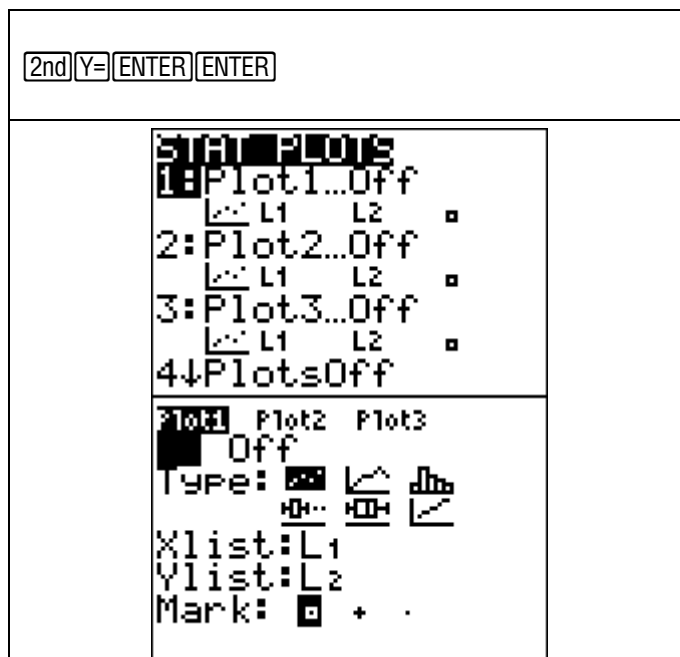 2nd Y= ENTER ENTER
STAT PLOTS
1:Plot1...Off
L1 L2
2:Plot2...Off
L1 L2
3:Plot3...Off
L1 L2
4↓PlotsOff
Plot1 Plot2 Plot3
Off
Type:
Xlist:L1
Ylist:L2
Mark: + ·